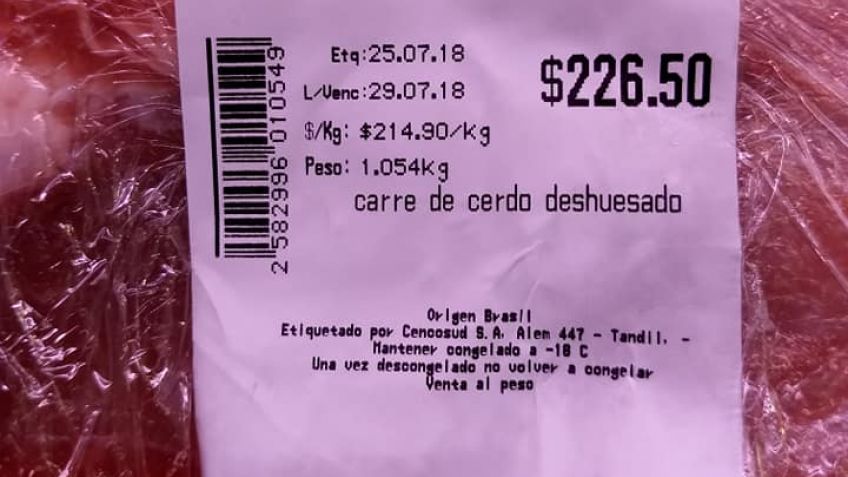 Etq:25.07.18
L/Venc:29.07.18
$226.50
$/Kg: $214.90/kg
Peso: 1.054kg
carre de cerdo deshuesado
2 582996 010549
Origen Brasil
Etiquetado por Cencosud S.A. Alem 447 - Tandil. -
Mantener congelado a -18 C
Una vez descongelado no volver a congelar
Venta al peso